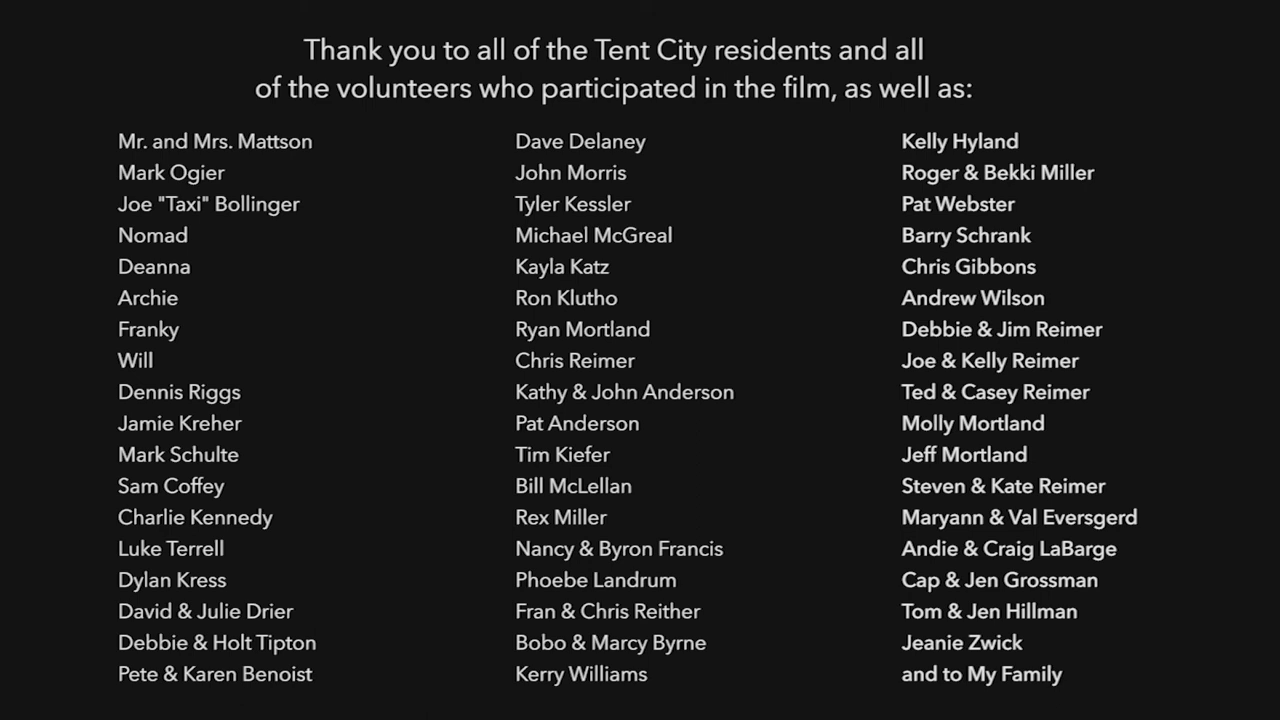 Thank you to all of the Tent City residents and all
of the volunteers who participated in the film, as well as:
Mr. and Mrs. Mattson
Mark Ogier
Joe "Taxi" Bollinger
Nomad
Deanna
Archie
Franky
Will
Dennis Riggs
Jamie Kreher
Mark Schulte
Sam Coffey
Charlie Kennedy
Luke Terrell
Dylan Kress
David & Julie Drier
Debbie & Holt Tipton
Pete & Karen Benoist
Dave Delaney
John Morris
Tyler Kessler
Michael McGreal
Kayla Katz
Ron Klutho
Ryan Mortland
Chris Reimer
Kathy & John Anderson
Pat Anderson
Tim Kiefer
Bill McLellan
Rex Miller
Nancy & Byron Francis
Phoebe Landrum
Fran & Chris Reither
Bobo & Marcy Byrne
Kerry Williams
Kelly Hyland
Roger & Bekki Miller
Pat Webster
Barry Schrank
Chris Gibbons
Andrew Wilson
Debbie & Jim Reimer
Joe & Kelly Reimer
Ted & Casey Reimer
Molly Mortland
Jeff Mortland
Steven & Kate Reimer
Maryann & Val Eversgerd
Andie & Craig LaBarge
Cap & Jen Grossman
Tom & Jen Hillman
Jeanie Zwick
and to My Family